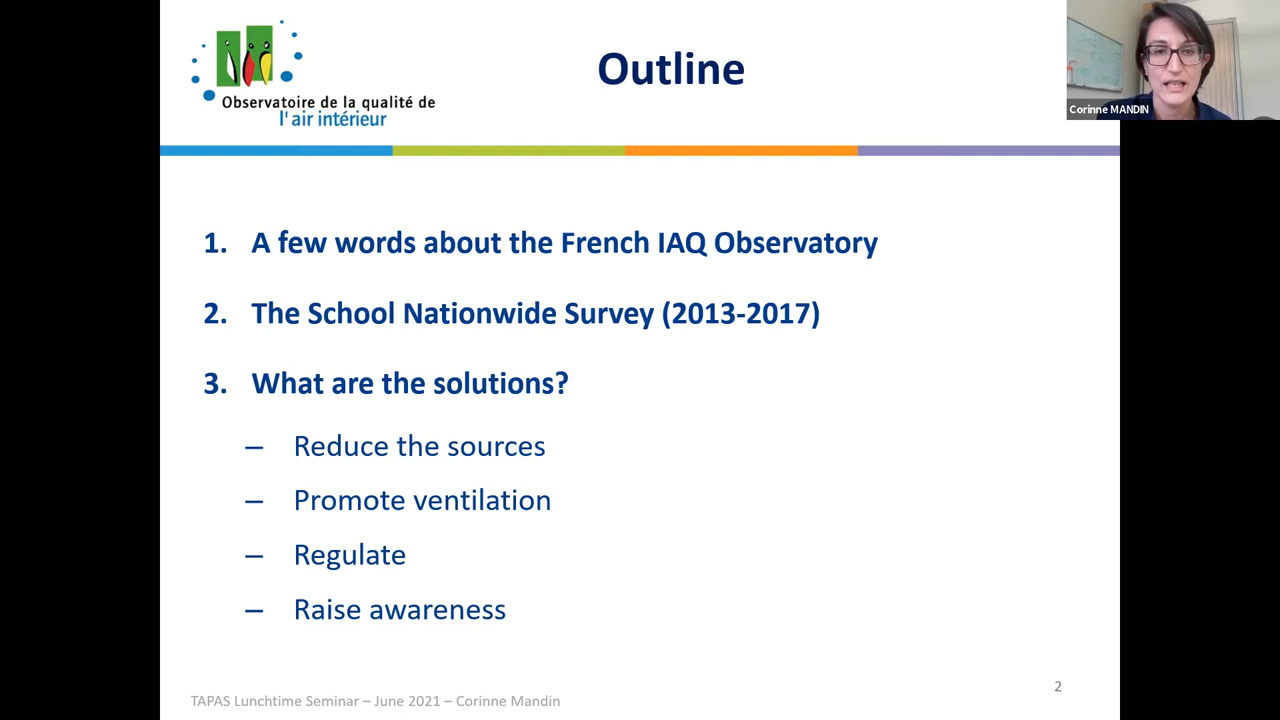 Observatoire de la qualité de
l'air intérieur
Outline
Corinne MANDIN
1. A few words about the French IAQ Observatory
2. The School Nationwide Survey (2013-2017)
3. What are the solutions?
– Reduce the sources
– Promote ventilation
– Regulate
– Raise awareness
TAPAS Lunchtime Seminar – June 2021 – Corinne Mandin
2